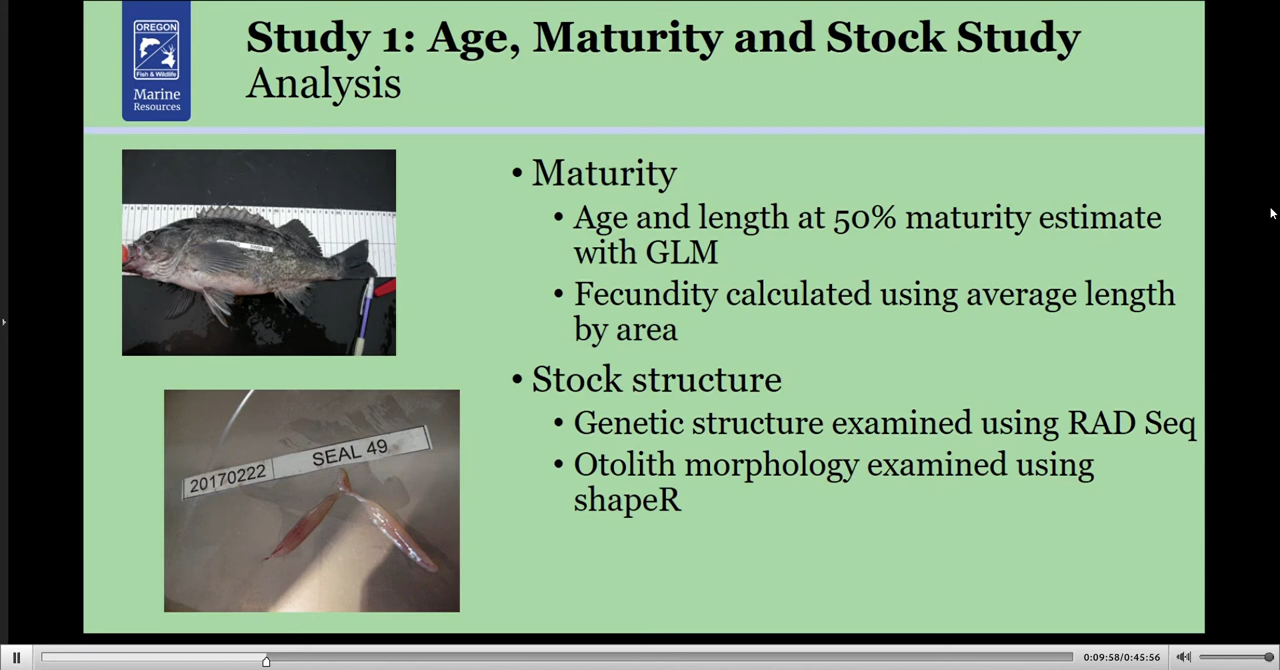 OREGON
Fish & Wildlife
Marine
Resources
Study 1: Age, Maturity and Stock Study
Analysis
• Maturity
• Age and length at 50% maturity estimate
with GLM
• Fecundity calculated using average length
by area
• Stock structure
• Genetic structure examined using RAD Seq
• Otolith morphology examined using
shapeR
20170222 SEAL 49
0:09:58/0:45:56